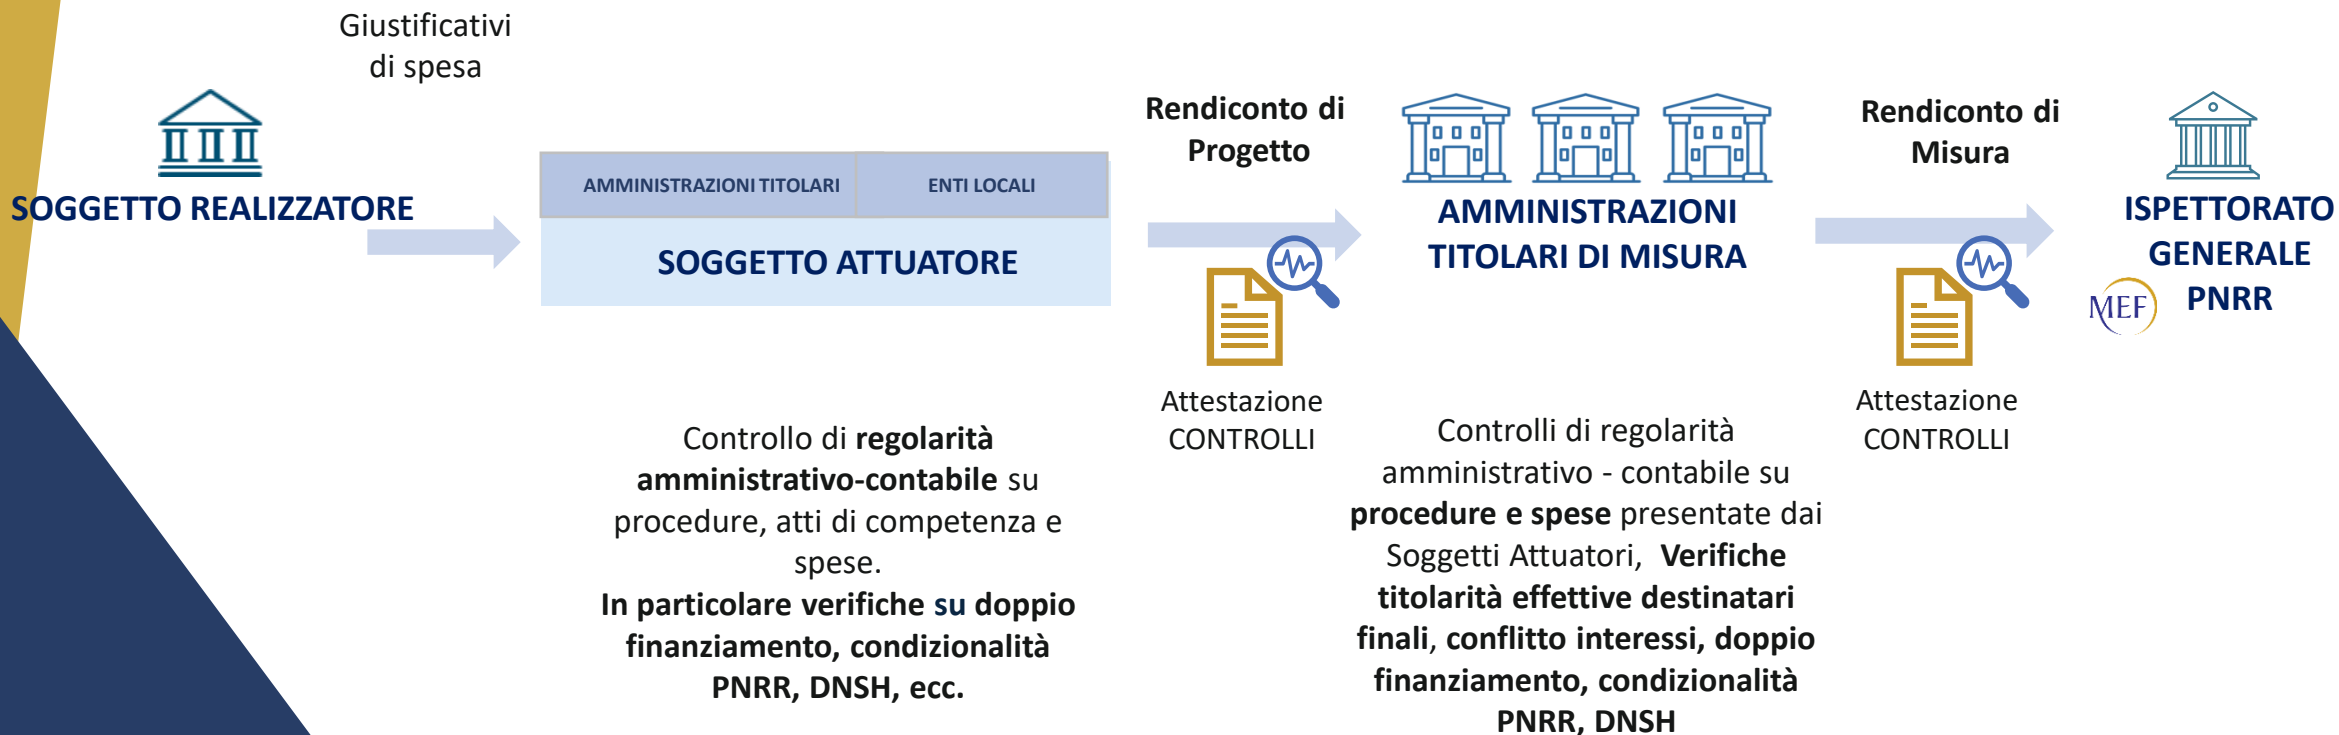 Giustificativi
di spesa
SOGGETTO REALIZZATORE
AMMINISTRAZIONI TITOLARI
ENTI LOCALI
SOGGETTO ATTUATORE
Controllo di regolarità
amministrativo-contabile su
procedure, atti di competenza e
spese.
In particolare verifiche su doppio
finanziamento, condizionalità
PNRR, DNSH, ecc.
Rendiconto di
Progetto
Attestazione
CONTROLLI
AMMINISTRAZIONI
TITOLARI DI MISURA
Controlli di regolarità
amministrativo - contabile su
procedure e spese presentate dai
Soggetti Attuatori, Verifiche
titolarità effettive destinatari
finali, conflitto interessi, doppio
finanziamento, condizionalità
PNRR, DNSH
Rendiconto di
Misura
Attestazione
CONTROLLI
ISPETTORATO
GENERALE
PNRR
MEF